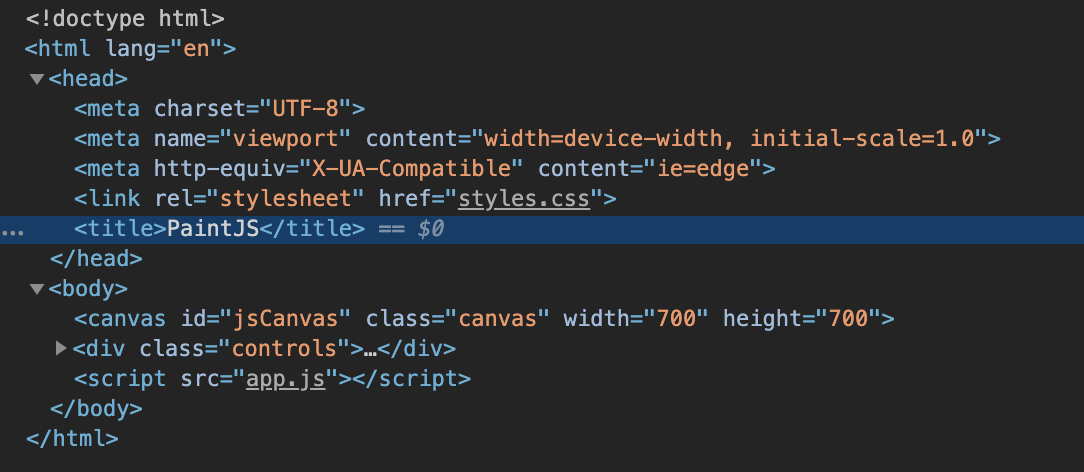 <!doctype html>
<html lang="en">
<head>
<meta charset="UTF-8">
<meta name="viewport" content="width=device-width, initial-scale=1.0">
<meta http-equiv="X-UA-Compatible" content="ie=edge">
<link rel="stylesheet" href="styles.css">
… <title>PaintJS</title> == $0
</head>
<body>
<canvas id="jsCanvas" class="canvas" width="700" height="700">
<div class="controls">…</div>
<script src="app.js"></script>
</body>
</html>